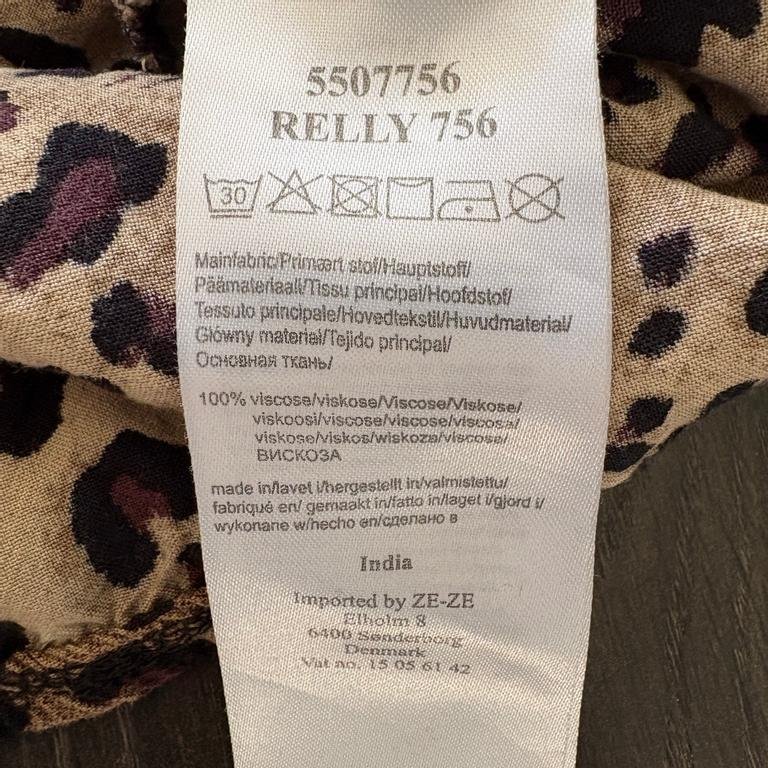 5507756
RELLY 756
30
Mainfabric/Primært stof/Hauptstoff/
Päämateriaali/Tissu principal/Hoofdstof/
Tessuto principale/Hovedtekstil/Huvudmaterial/
Główny material/Tejido principal/
Основная ткань/
100% viscose/viskose/Viscose/Viskose/
viskoosi/viscose/viscose/viscosa/
viskose/viskos/wiskoza/viscose/
ВИСКОЗА
made in/lavet i/hergestellt in/valmistettu/
fabriqué en/ gemaakt in/fatto in/laget i/gjord i/
wykonane w/hecho en/сделано в
India
Imported by ZE-ZE
Elholm 8
6400 Sønderborg
Denmark
Vat no. 15 05 61 42